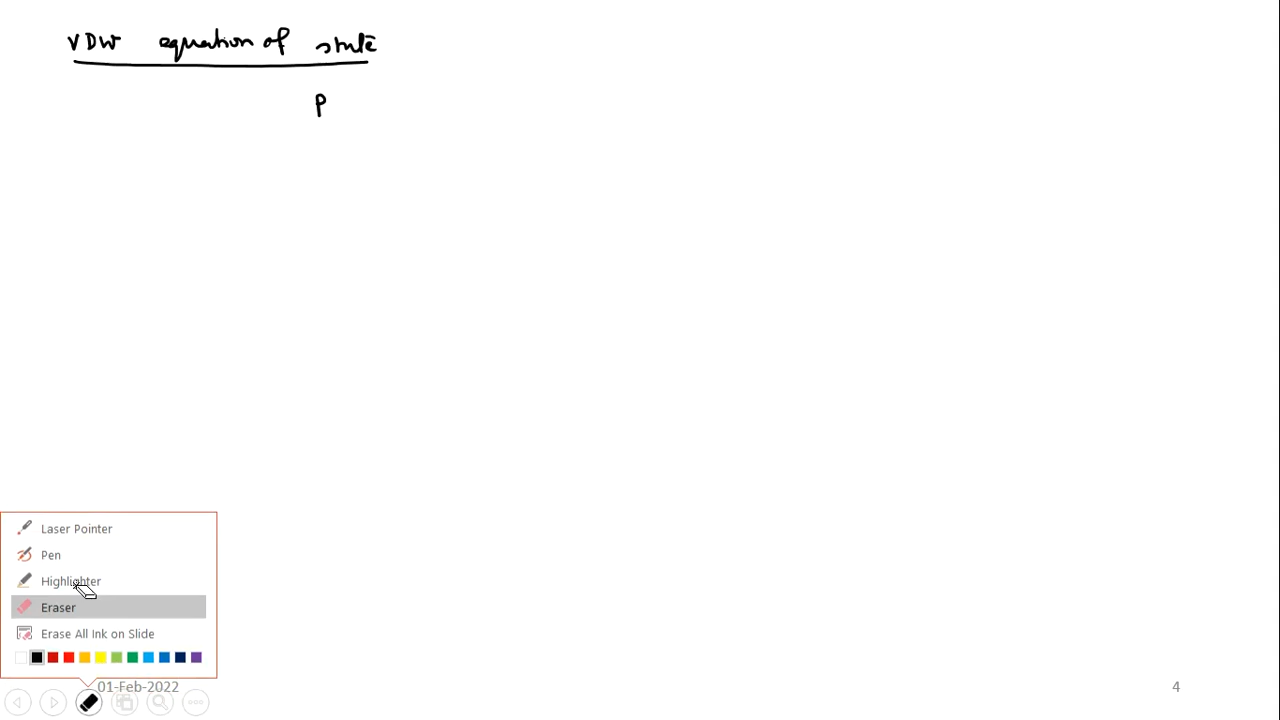 VDW equation of state
P
Laser Pointer
Pen
Highlighter
Eraser
Erase All Ink on Slide
01-Feb-2022
4